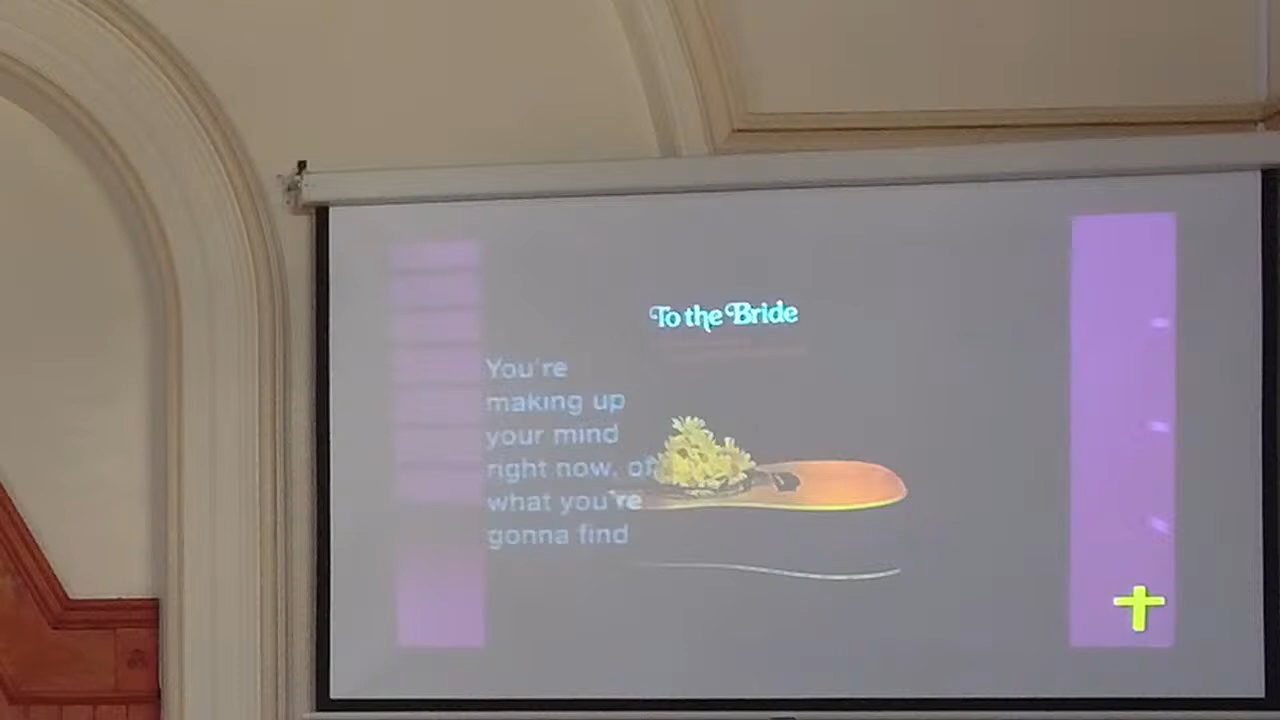 To the Bride
You're
making up
your mind
right now, of
what you're
gonna find